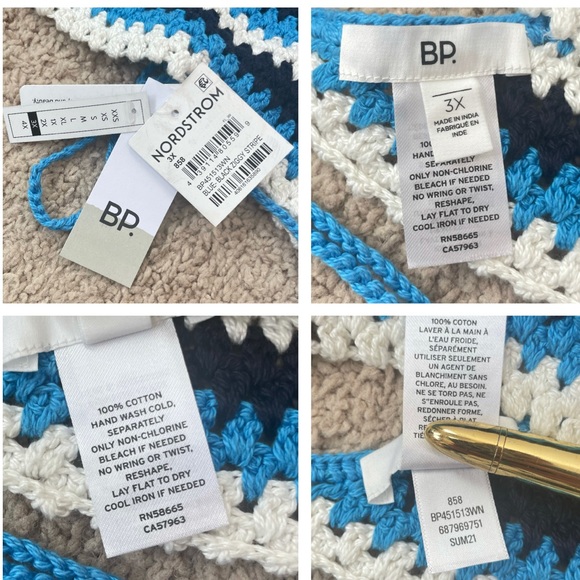 XXS
XS
S
M
L
XL
1X
2X
3X
4X
BP.
NORDSTROM
3X
858
BP451513WN
BLUE- BLACK ZIGGY STRIPE
BP.
3X
MADE IN INDIA
FABRIQUÉ EN
INDE
SEPARATELY
ONLY NON-CHLORINE
BLEACH IF NEEDED
NO WRING OR TWIST,
RESHAPE,
LAY FLAT TO DRY
COOL IRON IF NEEDED
RN58665
CA57963
100% COTTON
HAND WASH COLD,
SEPARATELY
ONLY NON-CHLORINE
BLEACH IF NEEDED
NO WRING OR TWIST,
RESHAPE,
LAY FLAT TO DRY
COOL IRON IF NEEDED
RN58665
CA57963
100% COTTON
LAVER À LA MAIN À
L'EAU FROIDE,
SÉPARÉMENT
UTILISER SEULEMENT
UN AGENT DE
BLANCHIMENT SANS
CHLORE, AU BESOIN.
NE SE TORD PAS, NE
S"ENROULE PAS,
REDONNER FORME,
SÉCHER À PLAT
858
BP451513WN
687969751
SUM21